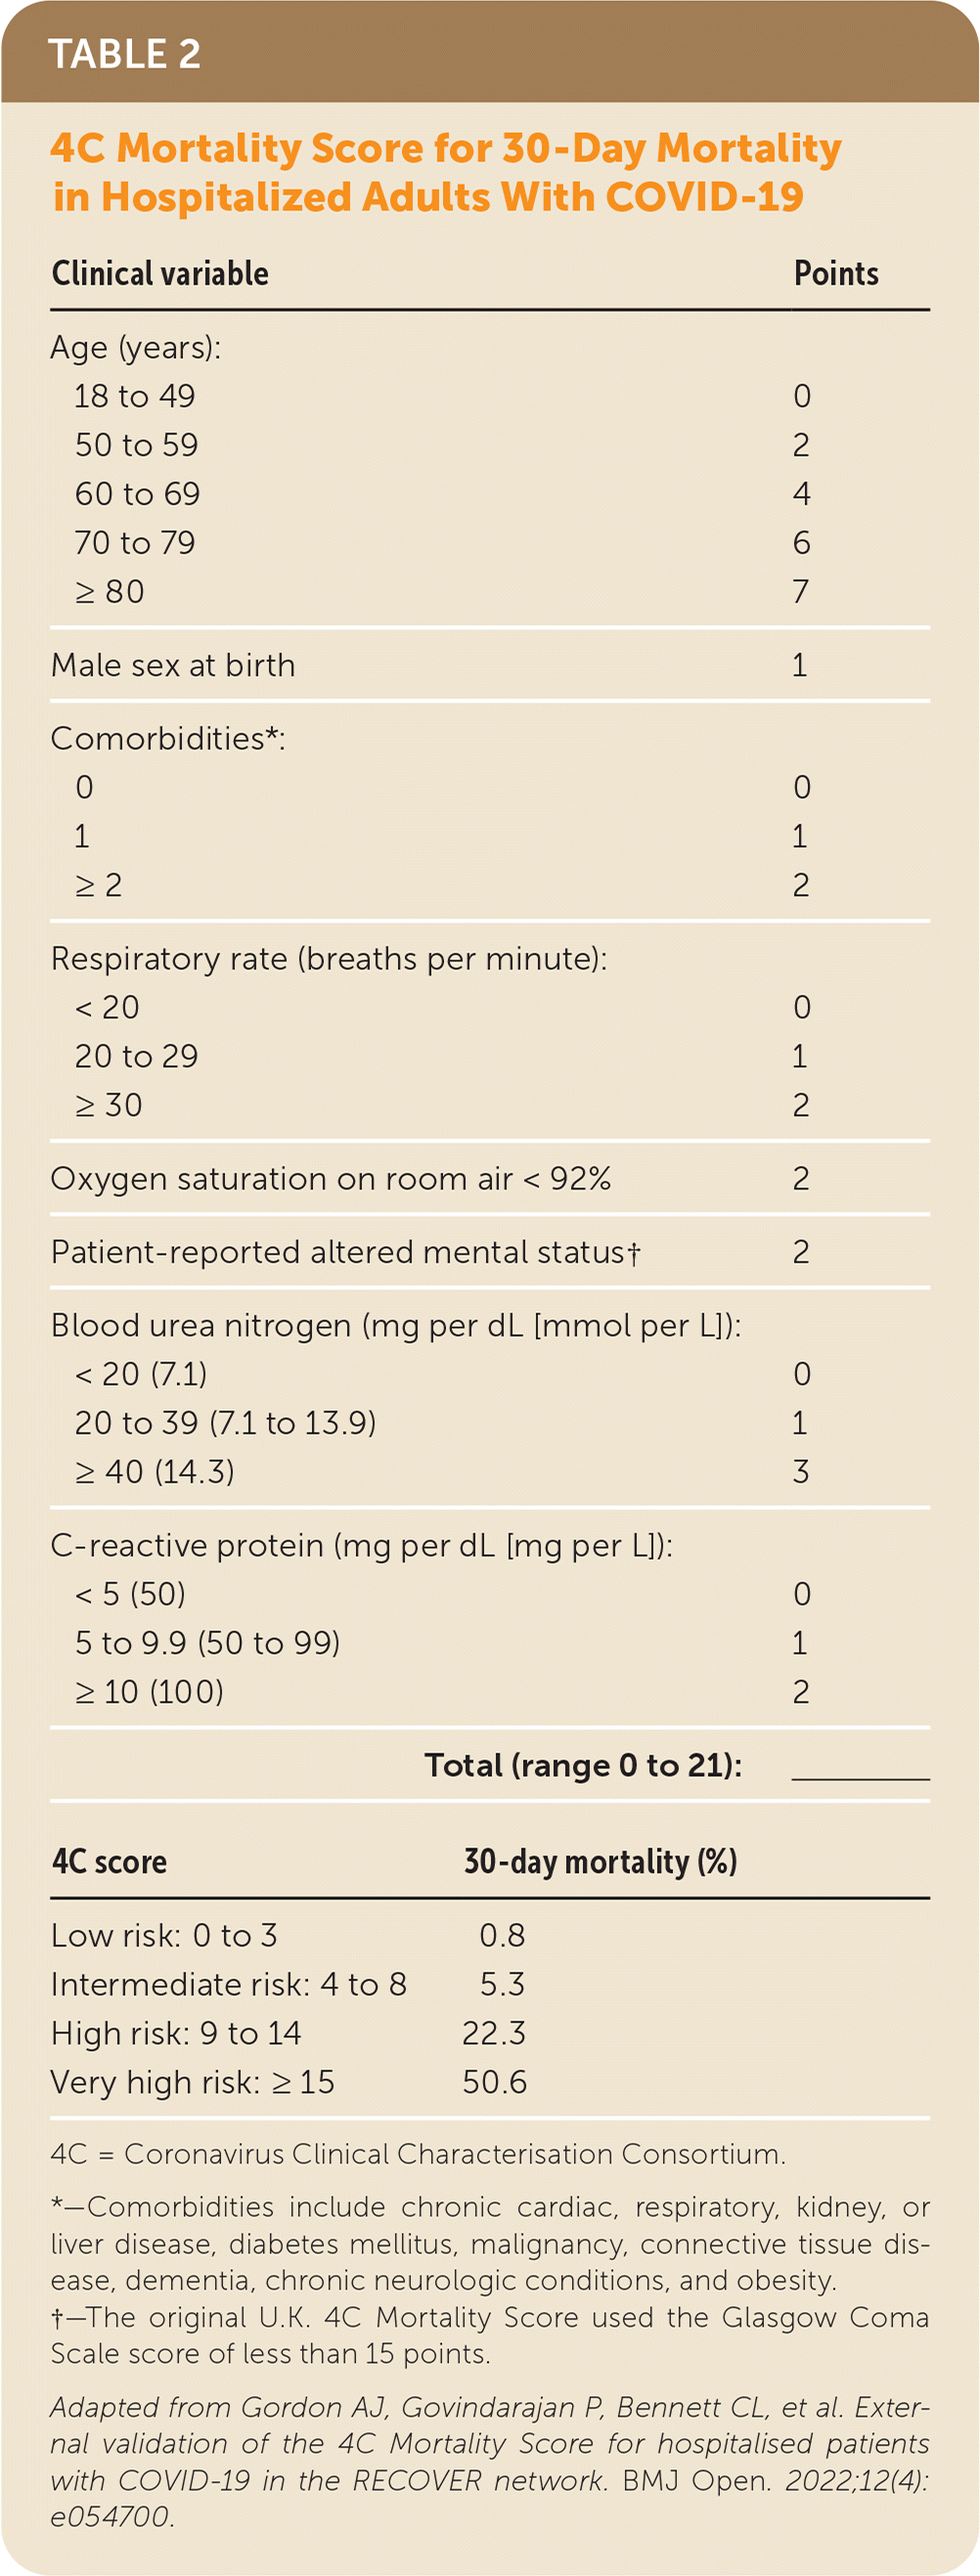 TABLE 2
4C Mortality Score for 30-Day Mortality
in Hospitalized Adults With COVID-19
Clinical variable Points
Age (years):
18 to 49 0
50 to 59 2
60 to 69 4
70 to 79 6
≥ 80 7
Male sex at birth 1
Comorbidities*:
0 0
1 1
≥ 2 2
Respiratory rate (breaths per minute):
< 20 0
20 to 29 1
≥ 30 2
Oxygen saturation on room air < 92% 2
Patient-reported altered mental status† 2
Blood urea nitrogen (mg per dL [mmol per L]):
< 20 (7.1) 0
20 to 39 (7.1 to 13.9) 1
≥ 40 (14.3) 3
C-reactive protein (mg per dL [mg per L]):
< 5 (50) 0
5 to 9.9 (50 to 99) 1
≥ 10 (100) 2
Total (range 0 to 21):
4C score 30-day mortality (%)
Low risk: 0 to 3 0.8
Intermediate risk: 4 to 8 5.3
High risk: 9 to 14 22.3
Very high risk: ≥ 15 50.6
4C = Coronavirus Clinical Characterisation Consortium.
*—Comorbidities include chronic cardiac, respiratory, kidney, or
liver disease, diabetes mellitus, malignancy, connective tissue dis-
ease, dementia, chronic neurologic conditions, and obesity.
†—The original U.K. 4C Mortality Score used the Glasgow Coma
Scale score of less than 15 points.
Adapted from Gordon AJ, Govindarajan P, Bennett CL, et al. Exter-
nal validation of the 4C Mortality Score for hospitalised patients
with COVID-19 in the RECOVER network. BMJ Open. 2022;12(4):
e054700.